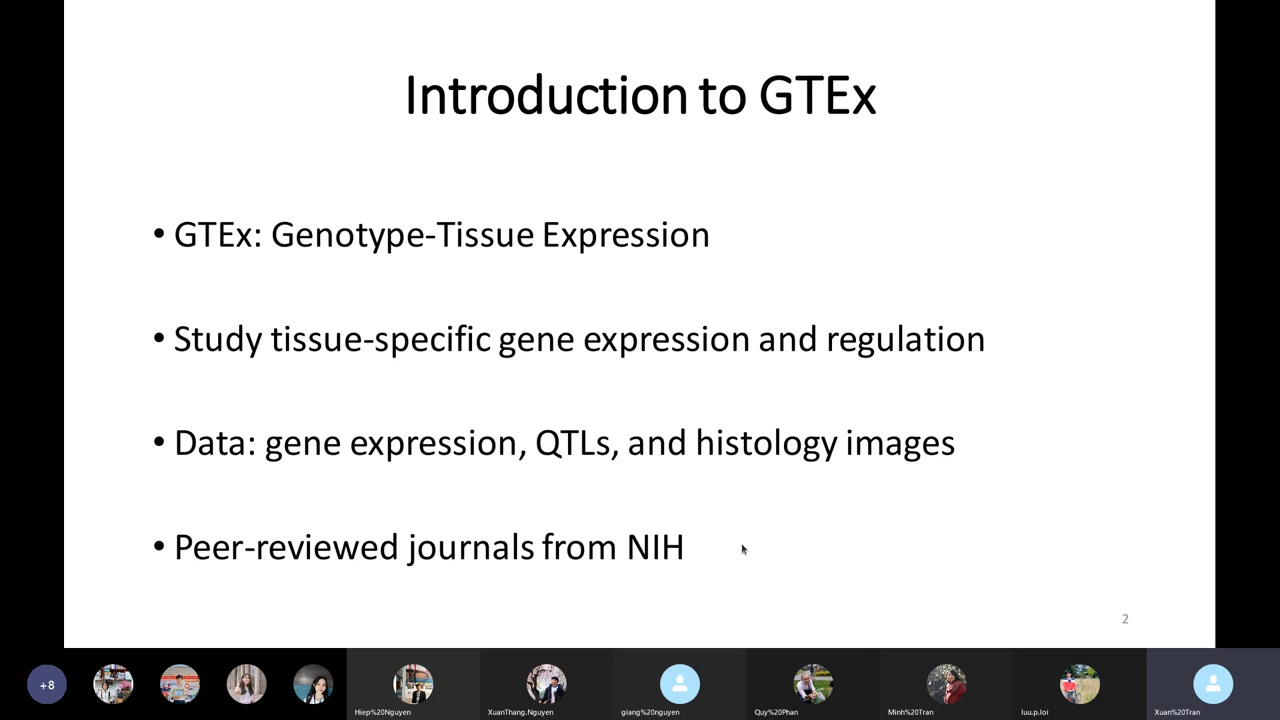 Introduction to GTEx
• GTEx: Genotype-Tissue Expression
• Study tissue-specific gene expression and regulation
• Data: gene expression, QTLs, and histology images
• Peer-reviewed journals from NIH
2
+8
Hiep%20Nguyen
XuanThang.Nguyen
giang%20nguyen
Quy%20Phan
Minh%20Tran
luu.p.loi
Xuan%20Tran